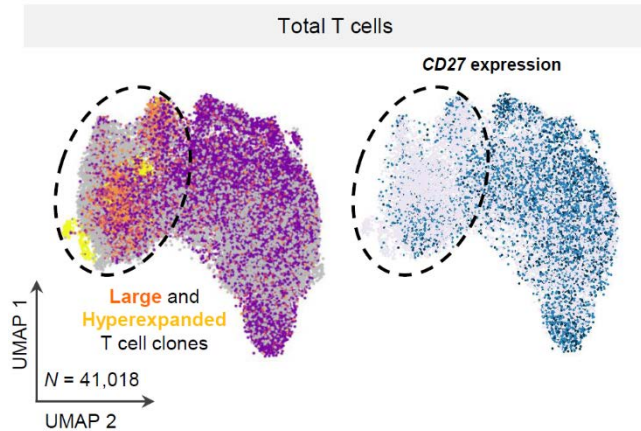 Total T cells
CD27 expression
Large and
Hyperexpanded
T cell clones
N = 41,018
UMAP 1
UMAP 2